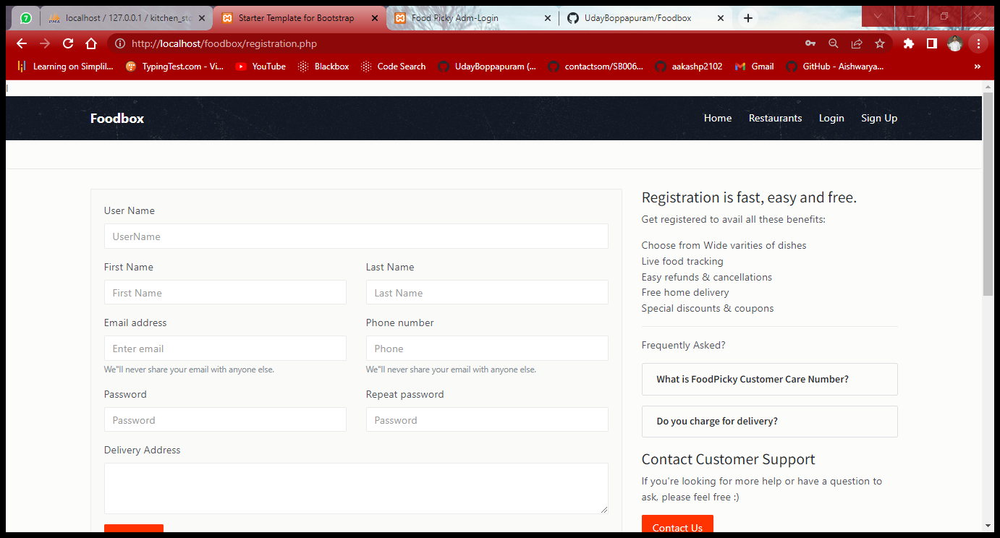 7
localhost / 127.0.0.1 / kitchen_sto
Starter Template for Bootstrap
Food Picky Adm-Login
UdayBoppapuram/Foodbox
http://localhost/foodbox/registration.php
Learning on Simplil...
TypingTest.com - Vi...
YouTube
Blackbox
Code Search
UdayBoppapuram (...
contactsom/SB006...
aakashp2102
Gmail
GitHub - Aishwarya...
»
Foodbox
Home Restaurants Login Sign Up
User Name
UserName
First Name
First Name
Last Name
Last Name
Email address
Enter email
We"ll never share your email with anyone else.
Phone number
Phone
We"ll never share your email with anyone else.
Password
Password
Repeat password
Password
Delivery Address
Registration is fast, easy and free.
Get registered to avail all these benefits:
Choose from Wide varities of dishes
Live food tracking
Easy refunds & cancellations
Free home delivery
Special discounts & coupons
Frequently Asked?
What is FoodPicky Customer Care Number?
Do you charge for delivery?
Contact Customer Support
If you're looking for more help or have a question to
ask, please feel free :)
Contact Us